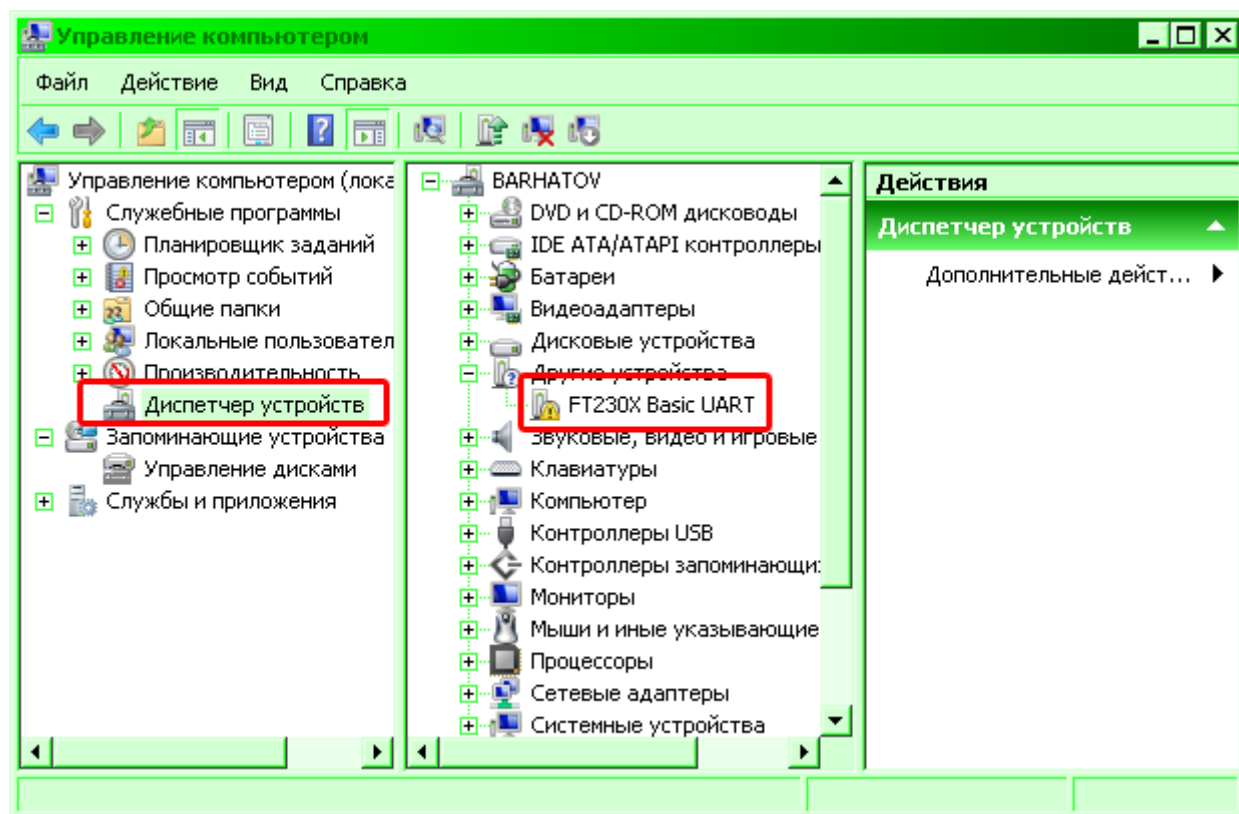 Управление компьютером
Файл Действие Вид Справка
Управление компьютером (лока
Служебные программы
Планировщик заданий
Просмотр событий
Общие папки
Локальные пользовател
Производительность
Диспетчер устройств
Запоминающие устройства
Управление дисками
Службы и приложения
BARHATOV
DVD и CD-ROM дисководы
IDE ATA/ATAPI контроллеры
Батареи
Видеоадаптеры
Дисковые устройства
Другие устройства
FT230X Basic UART
Звуковые, видео и игровые
Клавиатуры
Компьютер
Контроллеры USB
Контроллеры запоминающи
Мониторы
Мыши и иные указывающие
Процессоры
Сетевые адаптеры
Системные устройства
Действия
Диспетчер устройств
Дополнительные дейст...